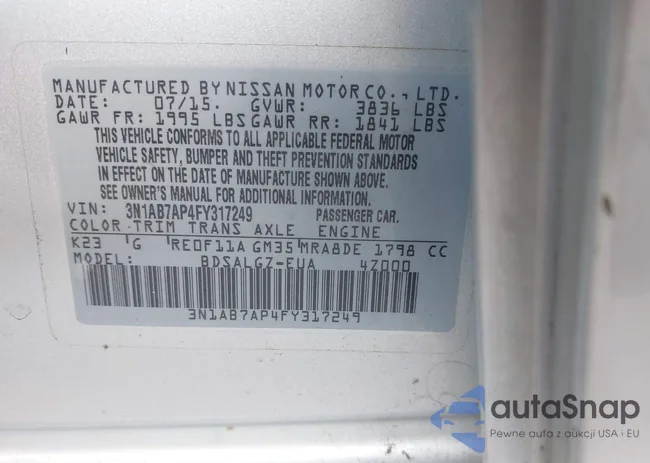 MANUFACTURED BY NISSAN MOTOR CO., LTD.
DATE: 07/15. GVWR: 3836 LBS
GAWR FR: 1995 LBS GAWR RR: 1841 LBS
THIS VEHICLE CONFORMS TO ALL APPLICABLE FEDERAL MOTOR
VEHICLE SAFETY, BUMPER AND THEFT PREVENTION STANDARDS
IN EFFECT ON THE DATE OF MANUFACTURE SHOWN ABOVE.
SEE OWNER'S MANUAL FOR ADDITIONAL INFORMATION.
VIN: 3N1AB7AP4FY317249 PASSENGER CAR.
COLOR TRIM TRANS AXLE ENGINE
K23 G RE0F11A GM35 MRA8DE 1798 CC
MODEL: BDSALGZ-EUA 4Z000
3N1AB7AP4FY317249
autaSnap
Pewne auta z aukcji USA i EU